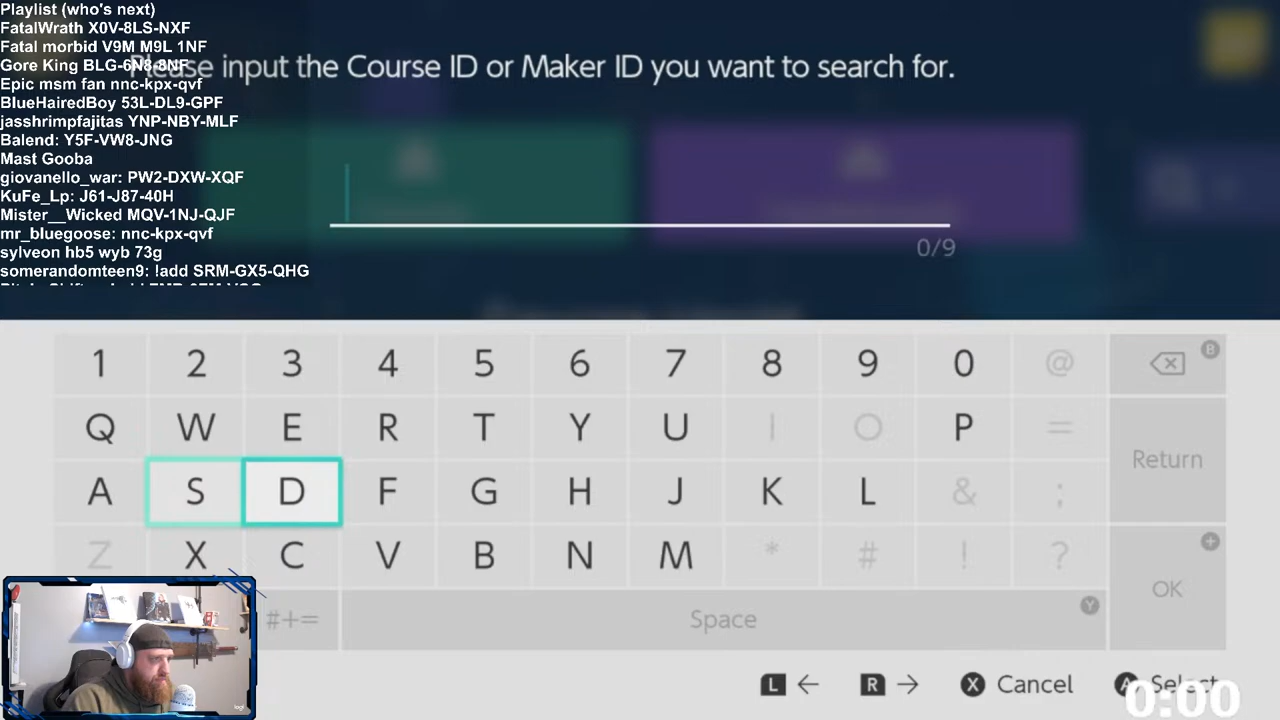 Playlist (who's next)
FatalWrath X0V-8LS-NXF
Fatal morbid V9M M9L 1NF
Gore King BLG-6N8-8NF
Epic msm fan nnc-kpx-qvf
BlueHairedBoy 53L-DL9-GPF
jasshrimpfajitas YNP-NBY-MLF
Balend: Y5F-VW8-JNG
Mast Gooba
giovanello_war: PW2-DXW-XQF
KuFe_Lp: J61-J87-40H
Mister__Wicked MQV-1NJ-QJF
mr_bluegoose: nnc-kpx-qvf
sylveon hb5 wyb 73g
somerandomteen9: !add SRM-GX5-QHG
Please input the Course ID or Maker ID you want to search for.
0/9
1 2 3 4 5 6 7 8 9 0 @
B
Q W E R T Y U I O P =
Return
A S D F G H J K L & ;
Z X C V B N M * # ! ?
+
OK
#+=
Space
Y
L ← R → X Cancel A Select
0:00
logi